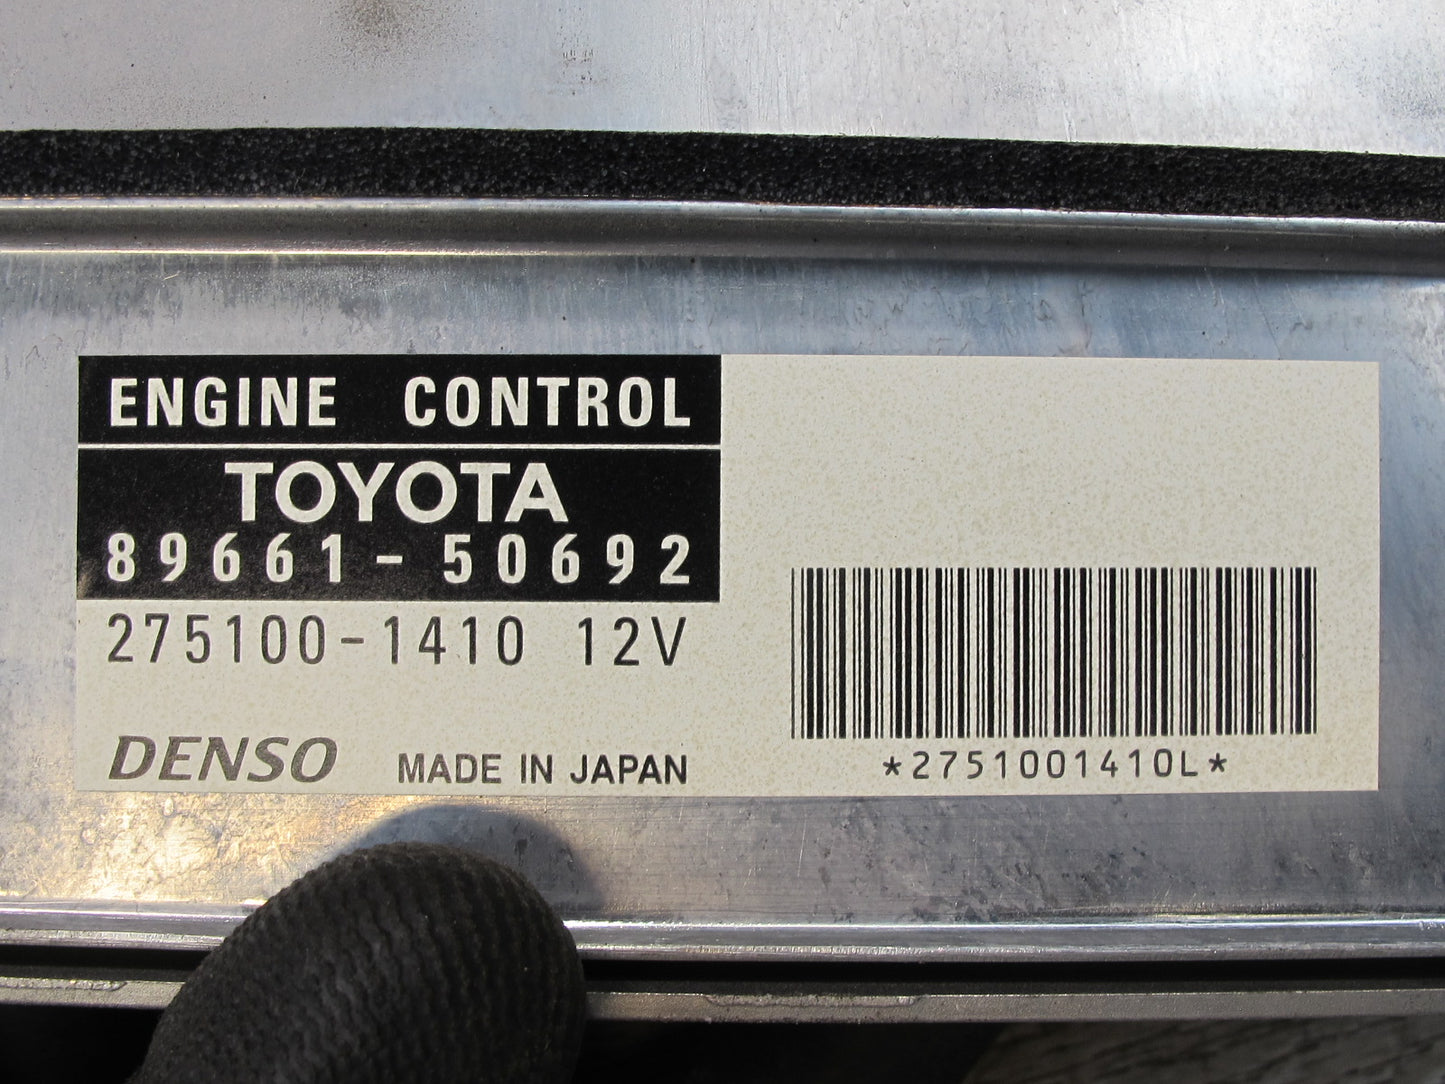 ENGINE CONTROL
TOYOTA
89661-50692
275100-1410 12V
DENSO MADE IN JAPAN
*2751001410L*